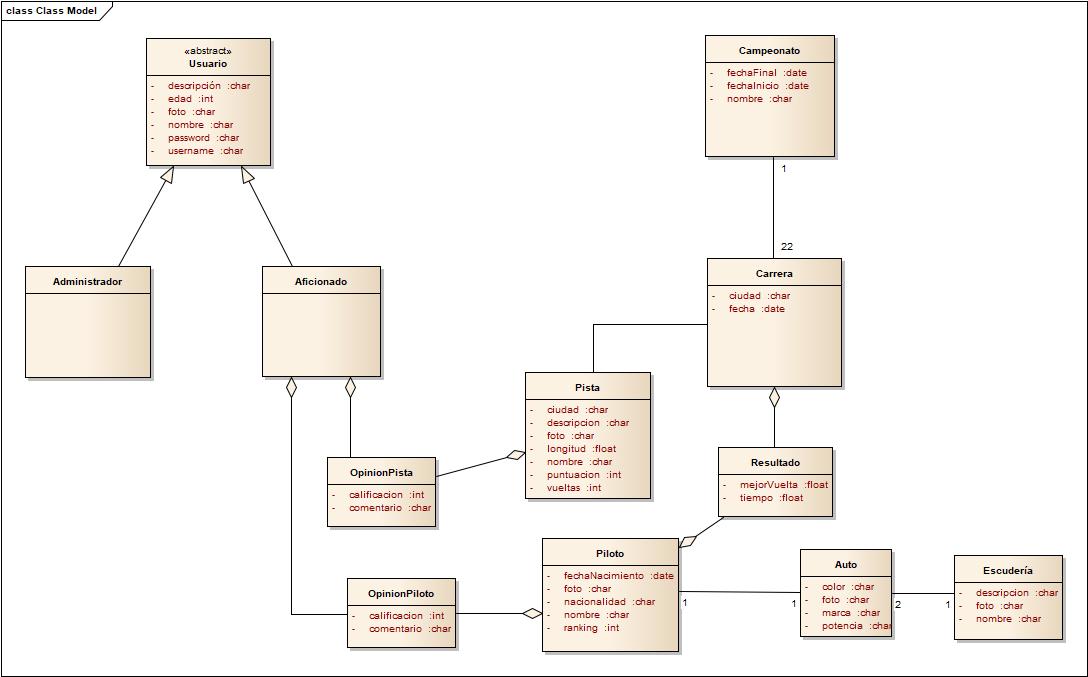 class Class Model
«abstract»
Usuario
- descripción :char
- edad :int
- foto :char
- nombre :char
- password :char
- username :char
Campeonato
- fechaFinal :date
- fechaInicio :date
- nombre :char
1
22
Administrador
Aficionado
Carrera
- ciudad :char
- fecha :date
Pista
- ciudad :char
- descripcion :char
- foto :char
- longitud :float
- nombre :char
- puntuacion :int
- vueltas :int
OpinionPista
- calificacion :int
- comentario :char
Resultado
- mejorVuelta :float
- tiempo :float
OpinionPiloto
- calificacion :int
- comentario :char
Piloto
- fechaNacimiento :date
- foto :char
- nacionalidad :char
- nombre :char
- ranking :int
1
1
Auto
- color :char
- foto :char
- marca :char
- potencia :char
2
1
Escudería
- descripcion :char
- foto :char
- nombre :char